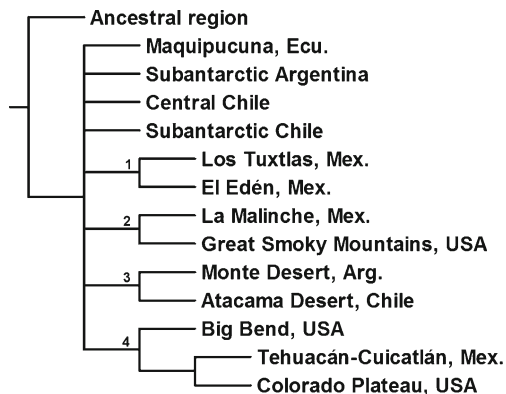 Ancestral region
Maquipucuna, Ecu.
Subantarctic Argentina
Central Chile
Subantarctic Chile
1
Los Tuxtlas, Mex.
El Edén, Mex.
2
La Malinche, Mex.
Great Smoky Mountains, USA
3
Monte Desert, Arg.
Atacama Desert, Chile
4
Big Bend, USA
Tehuacán-Cuicatlán, Mex.
Colorado Plateau, USA